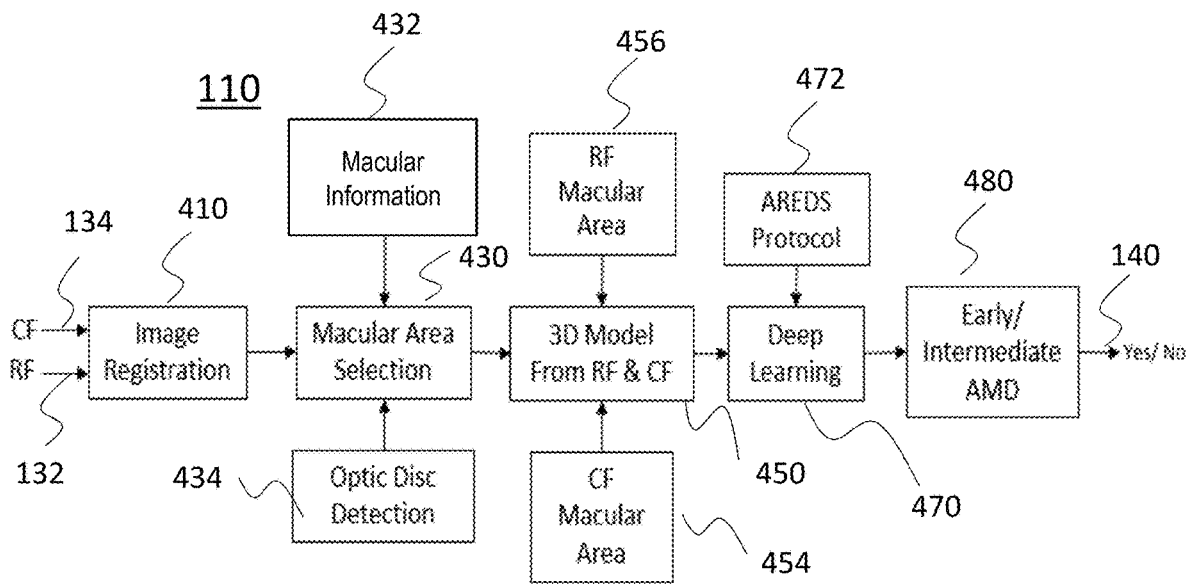 432
456
472
110
Macular
Information
RF
Macular
Area
AREDS
Protocol
480
134
410
430
140
CF
Image
Registration
Macular Area
Selection
3D Model
From RF & CF
Deep
Learning
Early/
Intermediate
AMD
Yes/ No
RF
132
434
Optic Disc
Detection
CF
Macular
Area
450
470
454